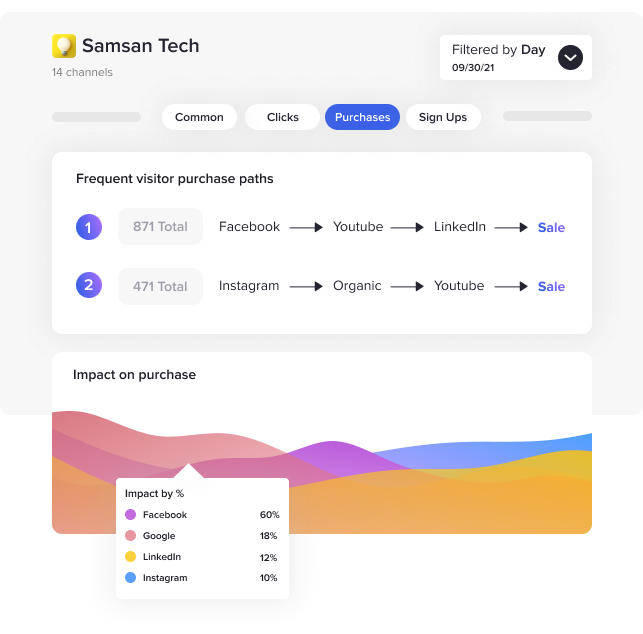 Samsan Tech
14 channels
Filtered by Day
09/30/21
Common Clicks Purchases Sign Ups
Frequent visitor purchase paths
1 871 Total Facebook Youtube LinkedIn Sale
2 471 Total Instagram Organic Youtube Sale
Impact on purchase
Impact by %
Facebook 60%
Google 18%
LinkedIn 12%
Instagram 10%